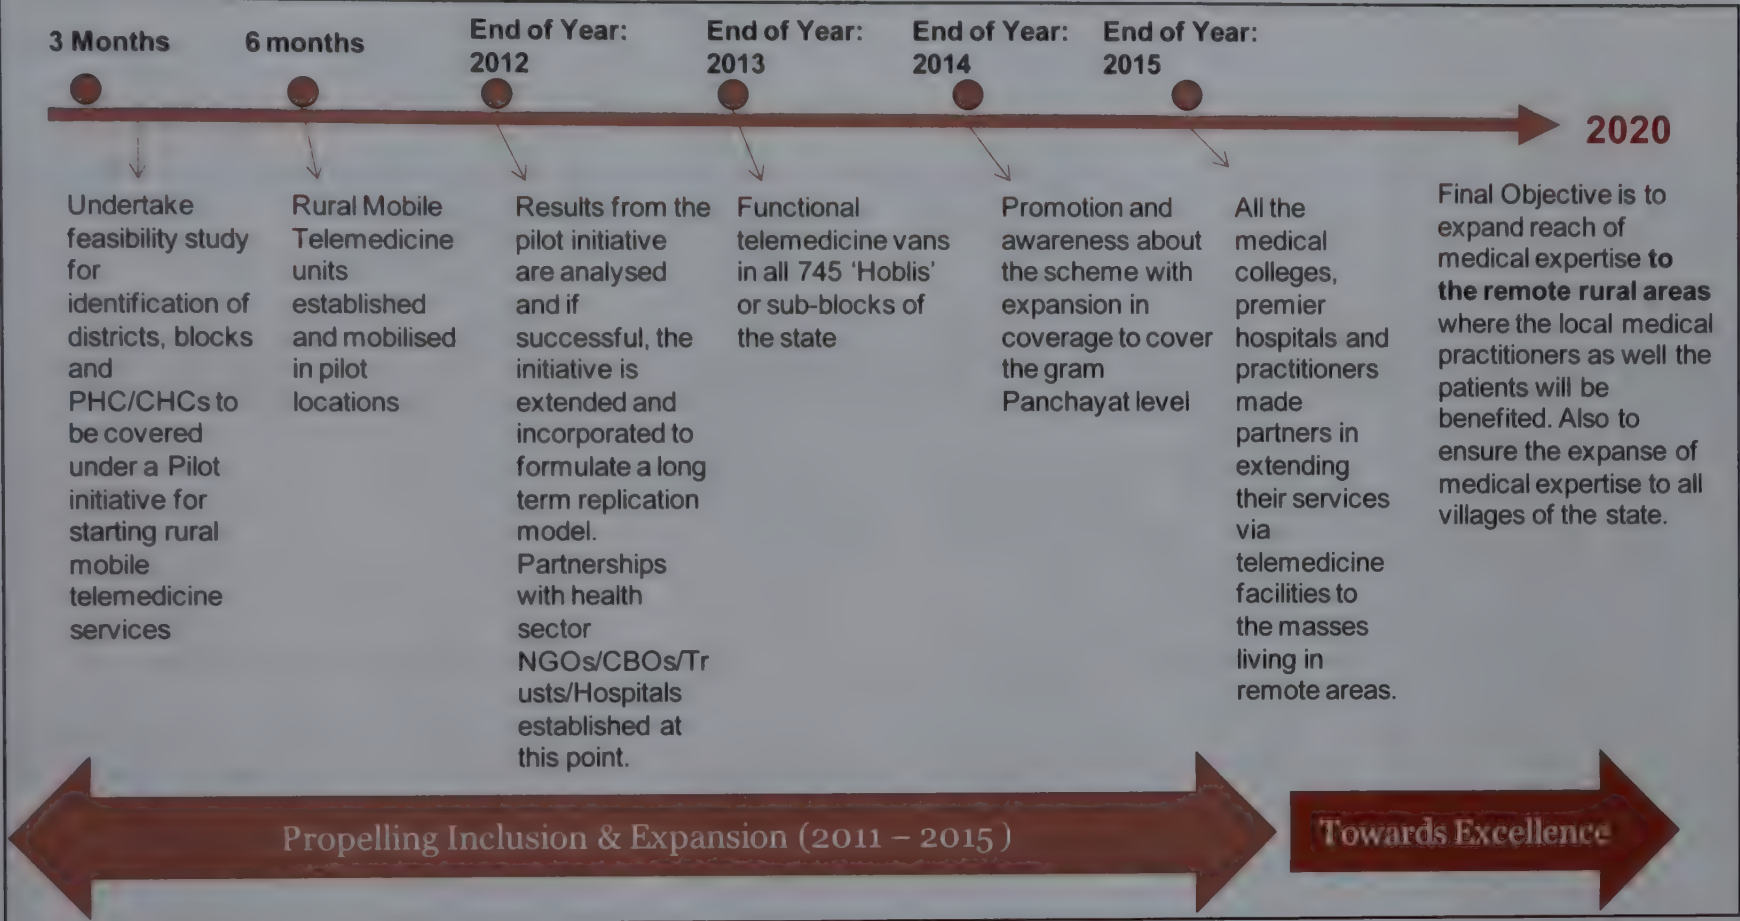 3 Months
6 months
End of Year:
2012
End of Year:
2013
End of Year:
2014
End of Year:
2015
2020
Undertake
feasibility study
for
identification of
districts, blocks
and
PHC/CHCs to
be covered
under a Pilot
initiative for
starting rural
mobile
telemedicine
services
Rural Mobile
Telemedicine
units
established
and mobilised
in pilot
locations
Results from the
pilot initiative
are analysed
and if
successful, the
initiative is
extended and
incorporated to
formulate a long
term replication
model.
Partnerships
with health
sector
NGOs/CBOs/Tr
usts/Hospitals
established at
this point.
Functional
telemedicine vans
in all 745 'Hoblis'
or sub-blocks of
the state
Promotion and
awareness about
the scheme with
expansion in
coverage to cover
the gram
Panchayat level
All the
medical
colleges,
premier
hospitals and
practitioners
made
partners in
extending
their services
via
telemedicine
facilities to
the masses
living in
remote areas.
Final Objective is to
expand reach of
medical expertise to
the remote rural areas
where the local medical
practitioners as well the
patients will be
benefited. Also to
ensure the expanse of
medical expertise to all
villages of the state.
Propelling Inclusion & Expansion (2011 – 2015)
Towards Excellence